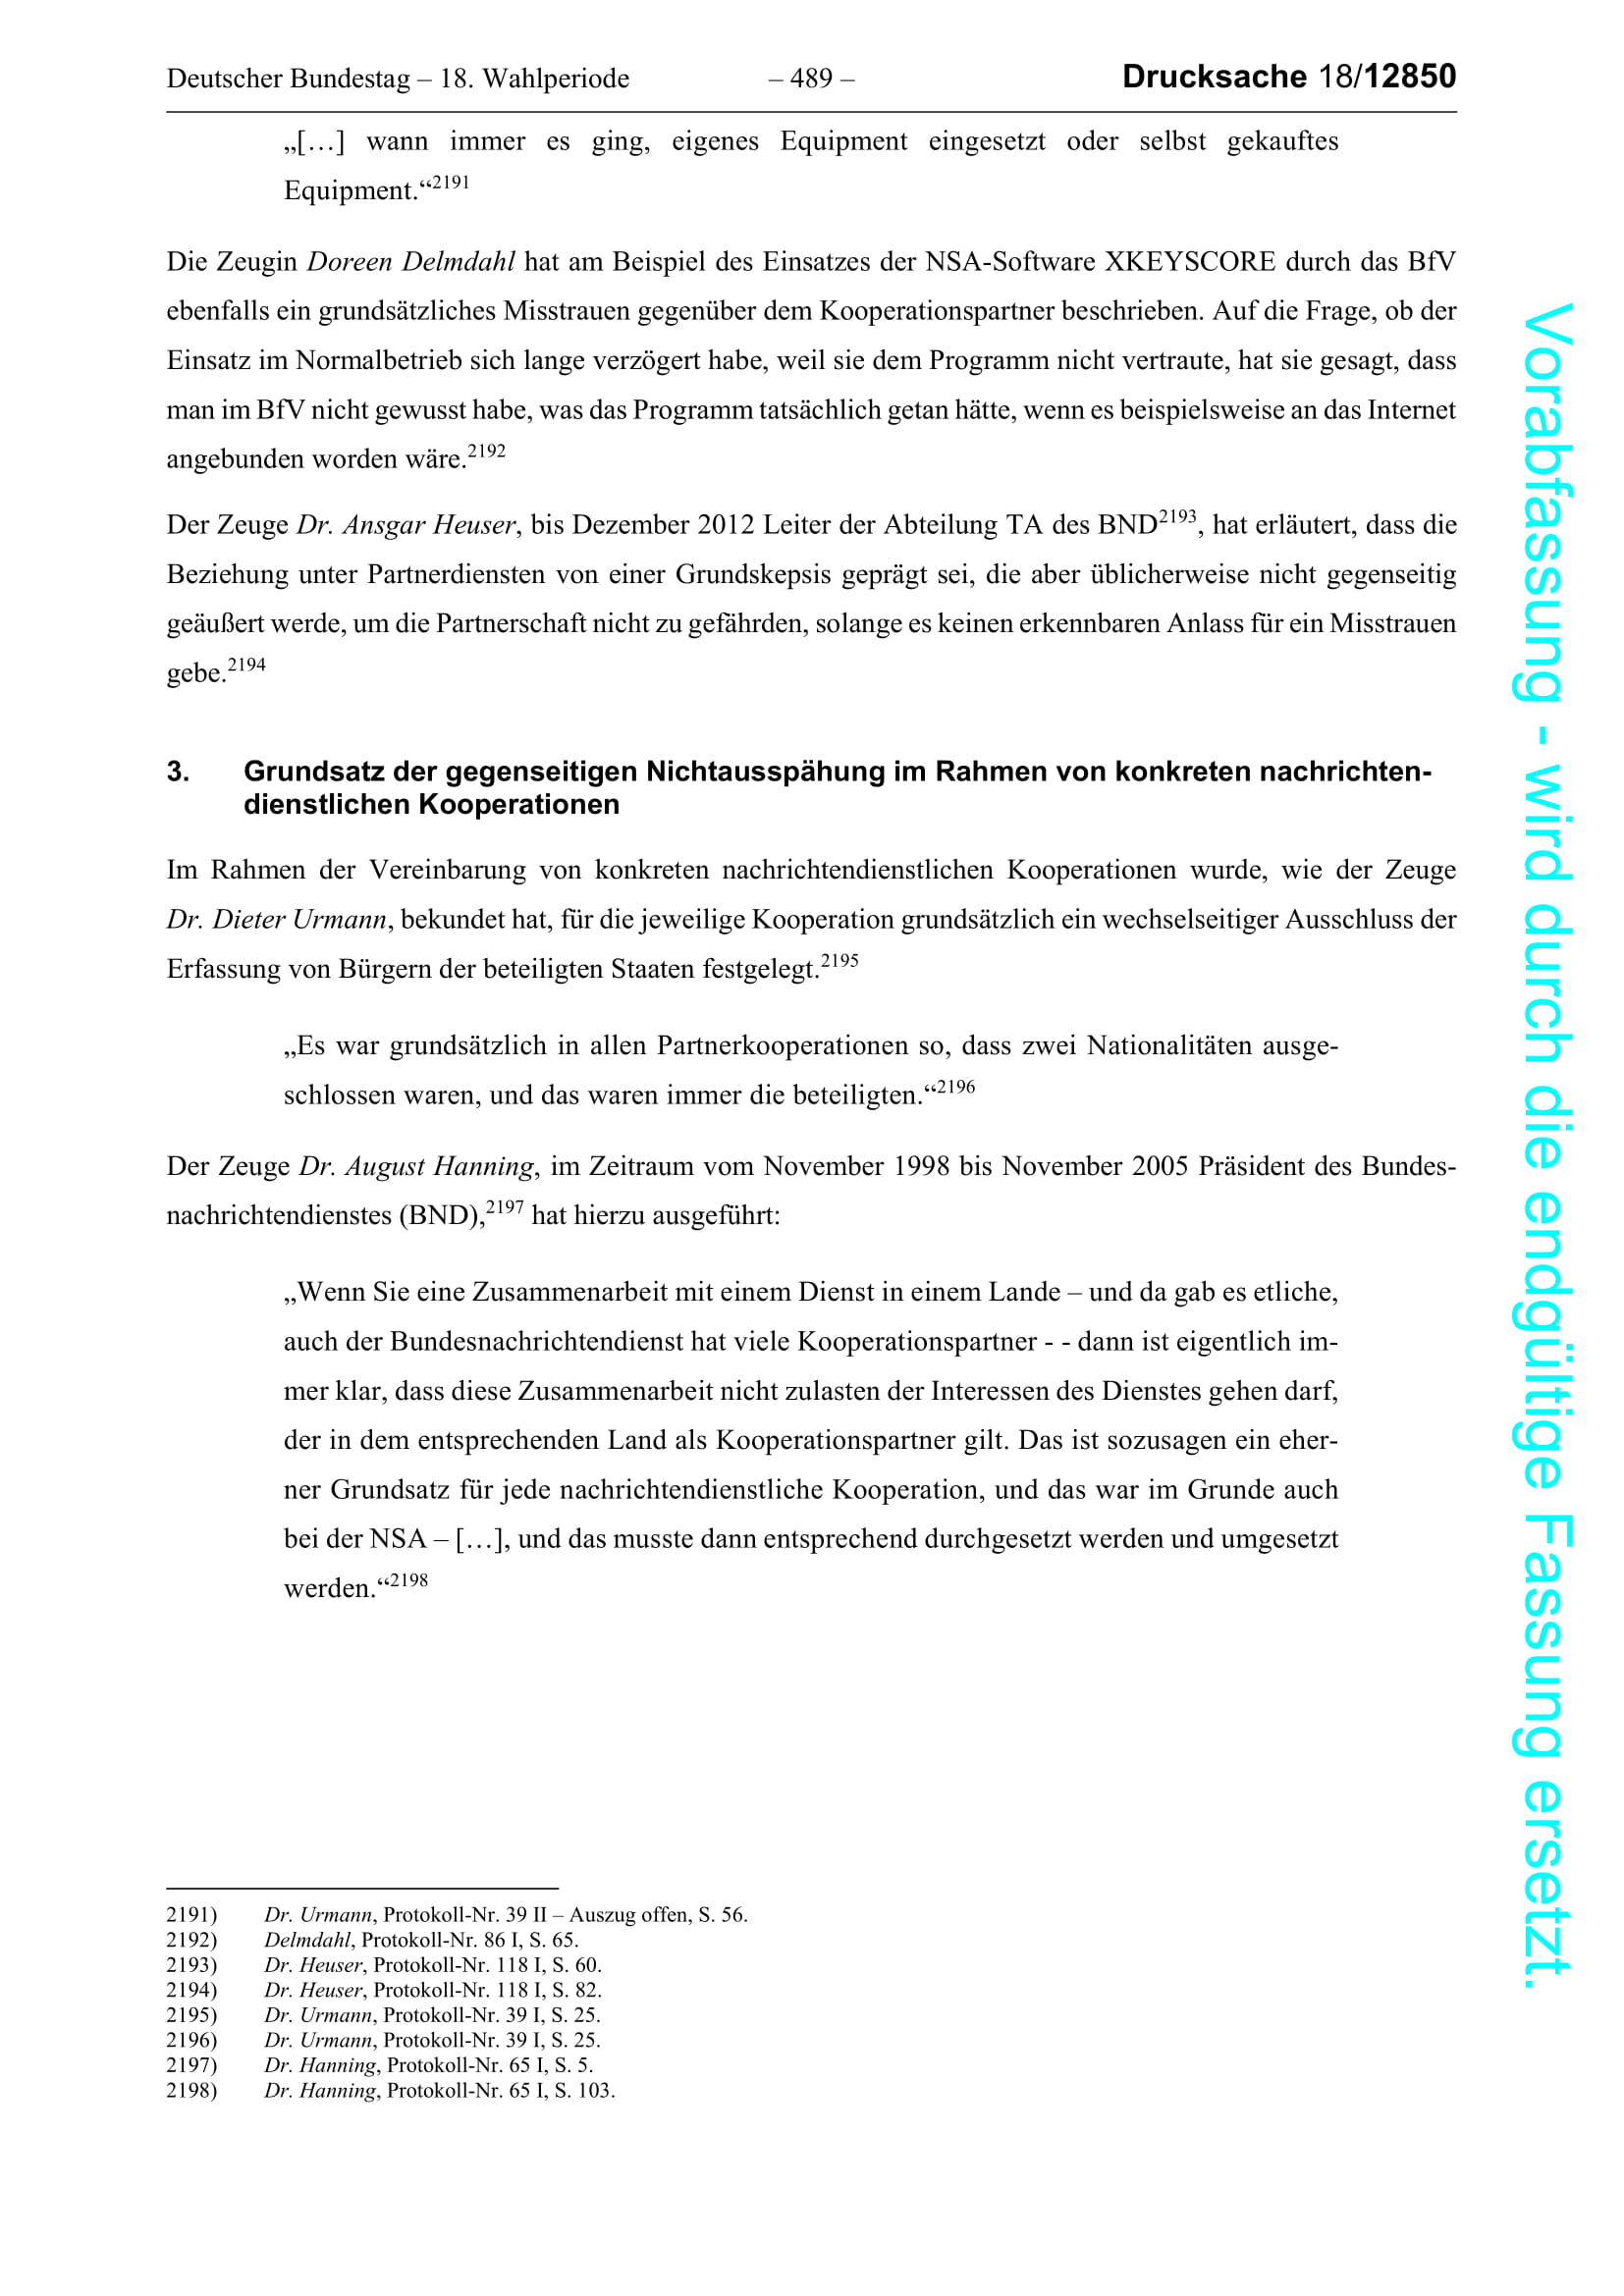 Deutscher Bundestag – 18. Wahlperiode – 489 – Drucksache 18/12850
„[…] wann immer es ging, eigenes Equipment eingesetzt oder selbst gekauftes
Equipment.“2191
Die Zeugin Doreen Delmdahl hat am Beispiel des Einsatzes der NSA-Software XKEYSCORE durch das BfV
ebenfalls ein grundsätzliches Misstrauen gegenüber dem Kooperationspartner beschrieben. Auf die Frage, ob der
Einsatz im Normalbetrieb sich lange verzögert habe, weil sie dem Programm nicht vertraute, hat sie gesagt, dass
man im BfV nicht gewusst habe, was das Programm tatsächlich getan hätte, wenn es beispielsweise an das Internet
angebunden worden wäre.2192
Der Zeuge Dr. Ansgar Heuser, bis Dezember 2012 Leiter der Abteilung TA des BND2193, hat erläutert, dass die
Beziehung unter Partnerdiensten von einer Grundskepsis geprägt sei, die aber üblicherweise nicht gegenseitig
geäußert werde, um die Partnerschaft nicht zu gefährden, solange es keinen erkennbaren Anlass für ein Misstrauen
gebe.2194
3. Grundsatz der gegenseitigen Nichtausspähung im Rahmen von konkreten nachrichten-
dienstlichen Kooperationen
Im Rahmen der Vereinbarung von konkreten nachrichtendienstlichen Kooperationen wurde, wie der Zeuge
Dr. Dieter Urmann, bekundet hat, für die jeweilige Kooperation grundsätzlich ein wechselseitiger Ausschluss der
Erfassung von Bürgern der beteiligten Staaten festgelegt.2195
„Es war grundsätzlich in allen Partnerkooperationen so, dass zwei Nationalitäten ausge-
schlossen waren, und das waren immer die beteiligten.“2196
Der Zeuge Dr. August Hanning, im Zeitraum vom November 1998 bis November 2005 Präsident des Bundes-
nachrichtendienstes (BND),2197 hat hierzu ausgeführt:
„Wenn Sie eine Zusammenarbeit mit einem Dienst in einem Lande – und da gab es etliche,
auch der Bundesnachrichtendienst hat viele Kooperationspartner - - dann ist eigentlich im-
mer klar, dass diese Zusammenarbeit nicht zulasten der Interessen des Dienstes gehen darf,
der in dem entsprechenden Land als Kooperationspartner gilt. Das ist sozusagen ein eher-
ner Grundsatz für jede nachrichtendienstliche Kooperation, und das war im Grunde auch
bei der NSA – […], und das musste dann entsprechend durchgesetzt werden und umgesetzt
werden.“2198
2191) Dr. Urmann, Protokoll-Nr. 39 II – Auszug offen, S. 56.
2192) Delmdahl, Protokoll-Nr. 86 I, S. 65.
2193) Dr. Heuser, Protokoll-Nr. 118 I, S. 60.
2194) Dr. Heuser, Protokoll-Nr. 118 I, S. 82.
2195) Dr. Urmann, Protokoll-Nr. 39 I, S. 25.
2196) Dr. Urmann, Protokoll-Nr. 39 I, S. 25.
2197) Dr. Hanning, Protokoll-Nr. 65 I, S. 5.
2198) Dr. Hanning, Protokoll-Nr. 65 I, S. 103.
Vorabfassung - wird durch die endgültige Fassung ersetzt.